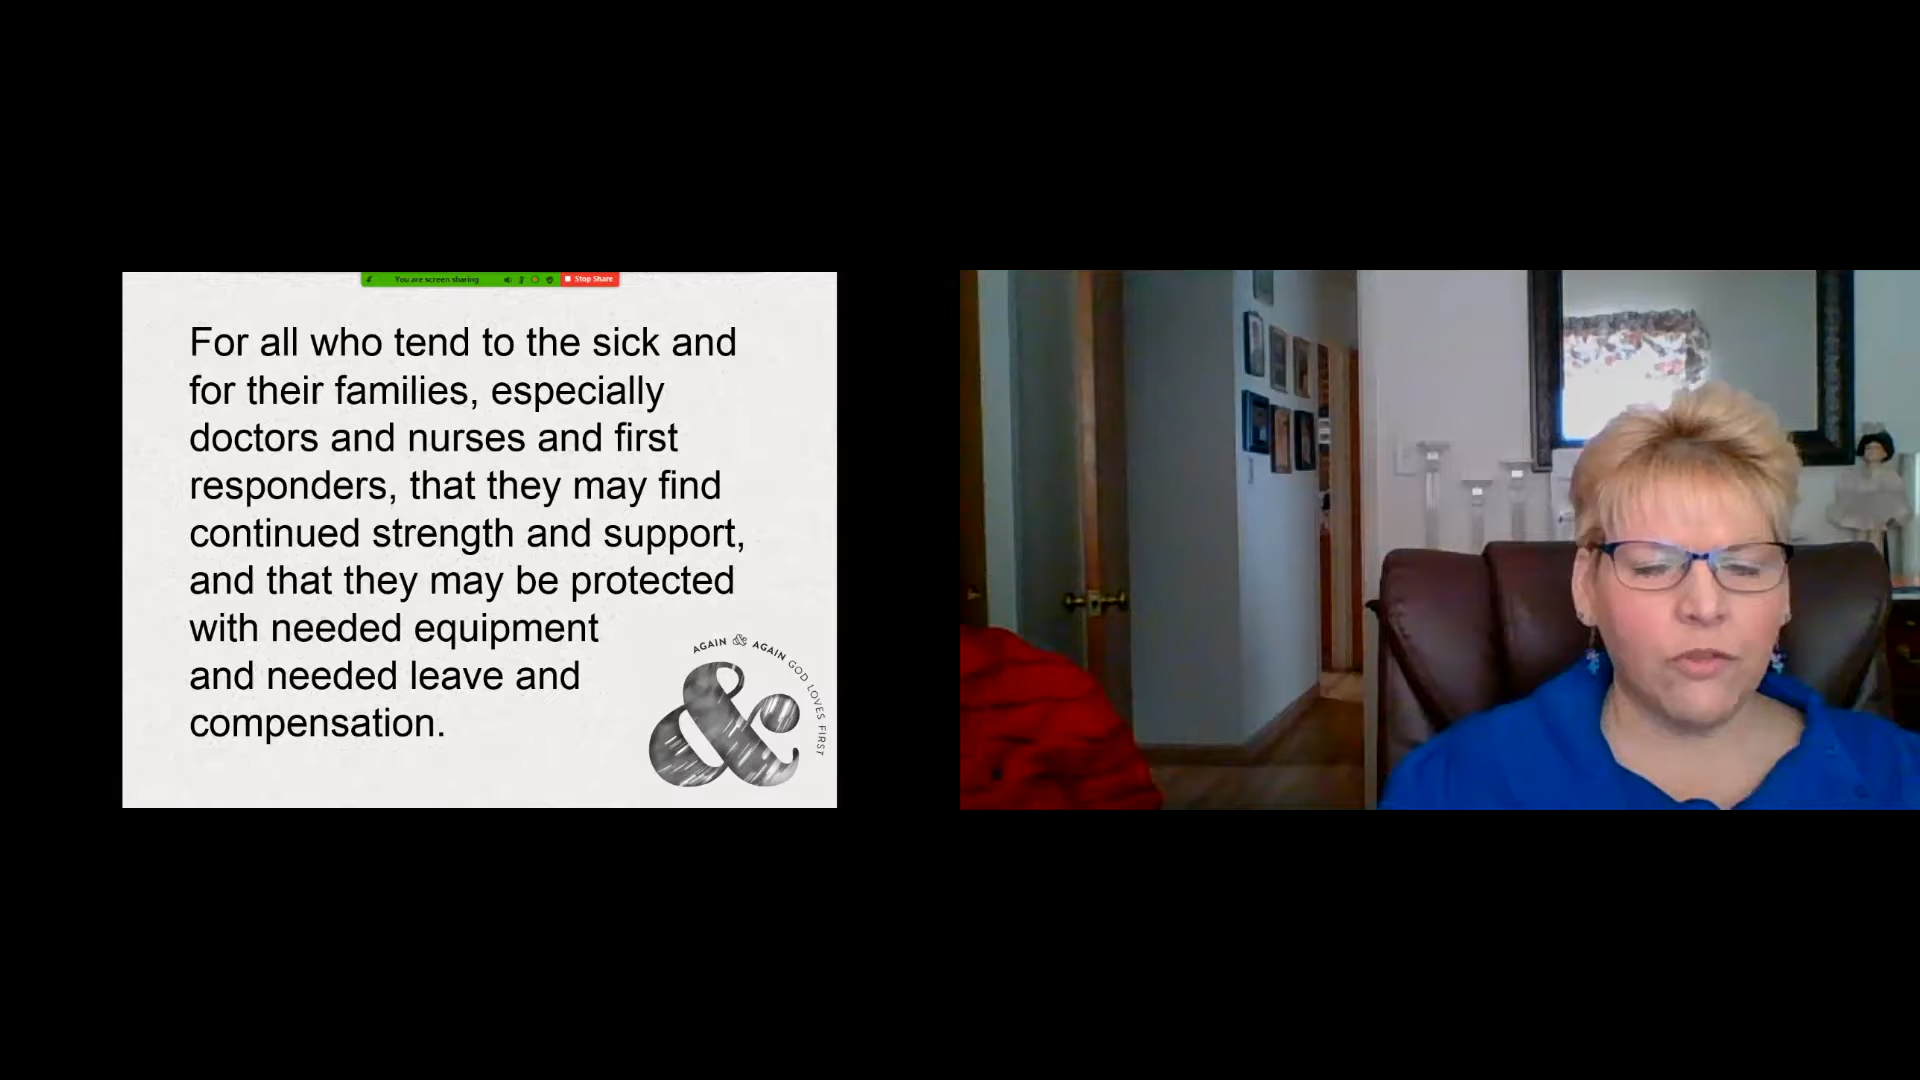 You are screen sharing
Stop Share
For all who tend to the sick and
for their families, especially
doctors and nurses and first
responders, that they may find
continued strength and support,
and that they may be protected
with needed equipment
and needed leave and
compensation.
AGAIN & AGAIN GOD LOVES FIRST
&